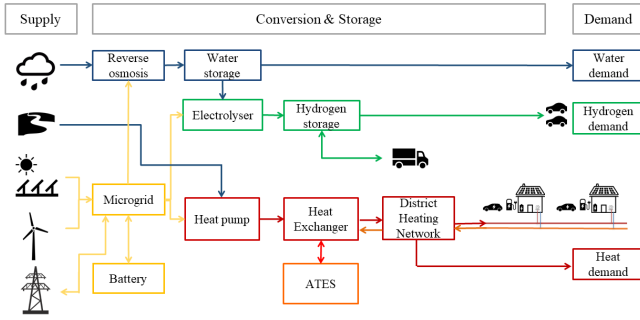 Supply
Conversion & Storage
Demand
Reverse
osmosis
Water
storage
Water
demand
Electrolyser
Hydrogen
storage
Hydrogen
demand
Microgrid
Heat pump
Heat
Exchanger
District
Heating
Network
Battery
ATES
Heat
demand